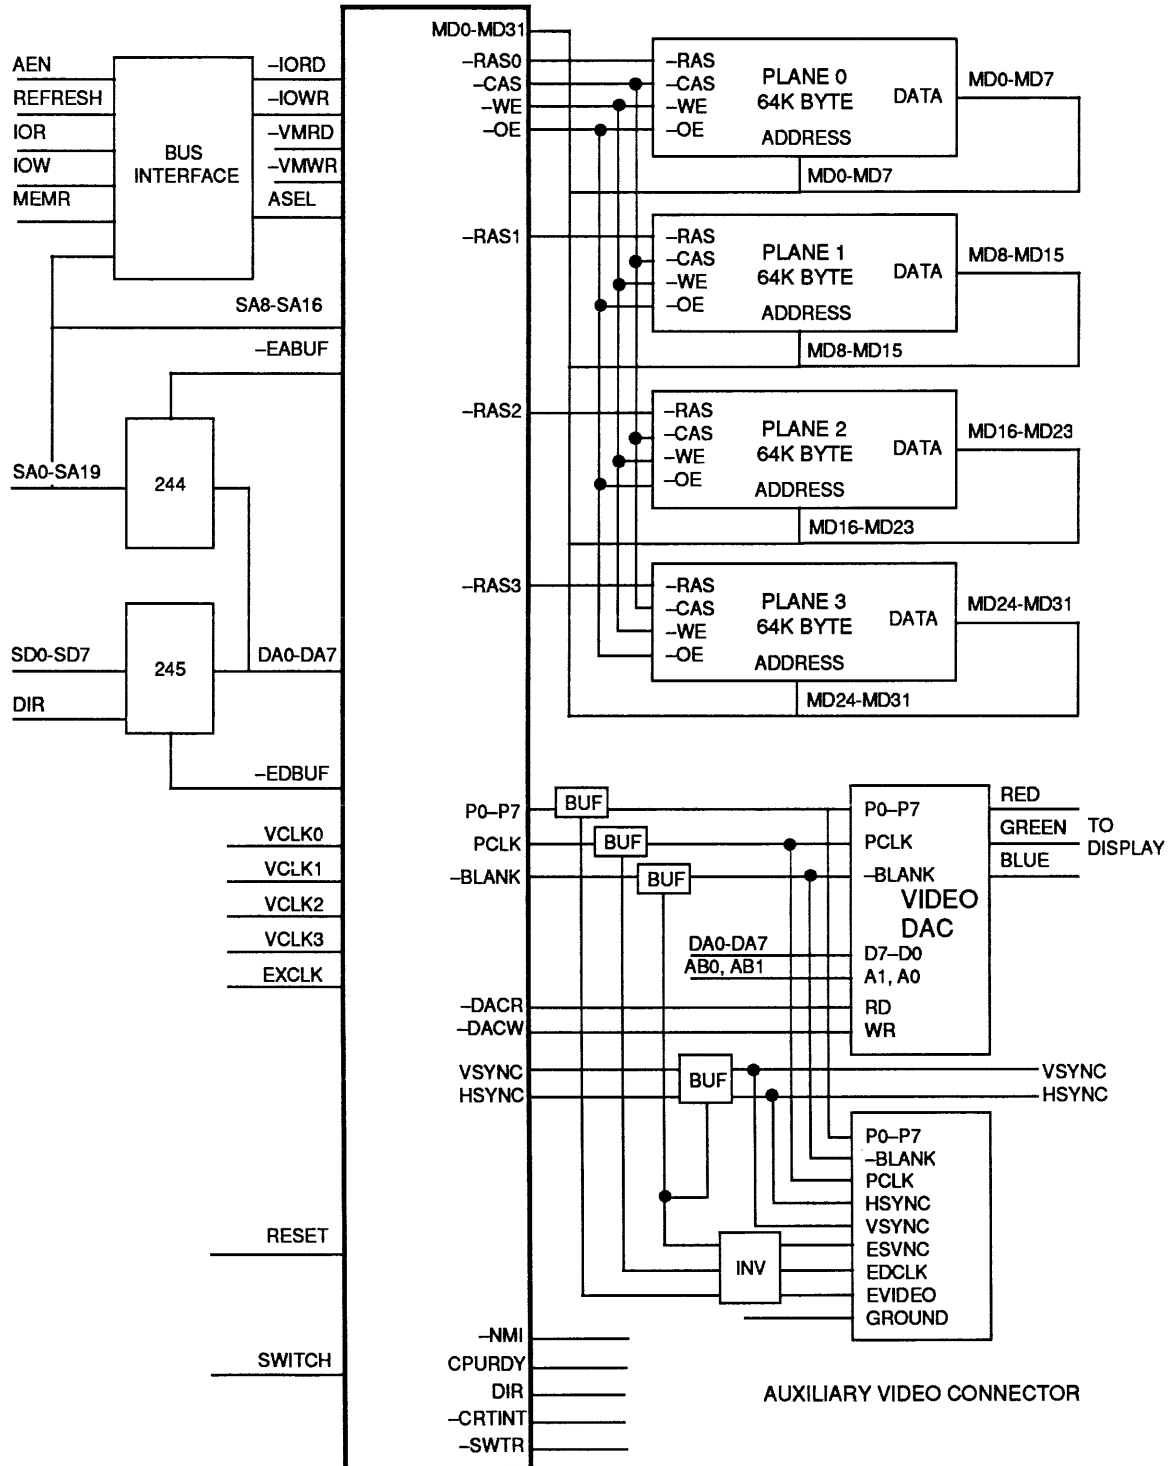 AEN
REFRESH
IOR
IOW
MEMR
BUS
INTERFACE
–IORD
–IOWR
–VMRD
–VMWR
ASEL
SA8-SA16
–EABUF
SA0-SA19
244
SD0-SD7
245
DA0-DA7
DIR
–EDBUF
VCLK0
VCLK1
VCLK2
VCLK3
EXCLK
RESET
SWITCH
MD0-MD31
–RAS0
–CAS
–WE
–OE
–RAS1
–RAS2
–RAS3
P0–P7
PCLK
–BLANK
–DACR
–DACW
VSYNC
HSYNC
–NMI
CPURDY
DIR
–CRTINT
–SWTR
–RAS
–CAS
–WE
–OE
PLANE 0
64K BYTE
ADDRESS
DATA
MD0-MD7
MD0-MD7
–RAS
–CAS
–WE
–OE
PLANE 1
64K BYTE
ADDRESS
DATA
MD8-MD15
MD8-MD15
–RAS
–CAS
–WE
–OE
PLANE 2
64K BYTE
ADDRESS
DATA
MD16-MD23
MD16-MD23
–RAS
–CAS
–WE
–OE
PLANE 3
64K BYTE
ADDRESS
DATA
MD24-MD31
MD24-MD31
BUF
BUF
BUF
P0–P7
PCLK
–BLANK
VIDEO
DAC
D7–D0
A1, A0
RD
WR
DA0-DA7
AB0, AB1
RED
GREEN
BLUE
TO
DISPLAY
BUF
VSYNC
HSYNC
P0–P7
–BLANK
PCLK
HSYNC
VSYNC
ESVNC
EDCLK
EVIDEO
GROUND
INV
AUXILIARY VIDEO CONNECTOR